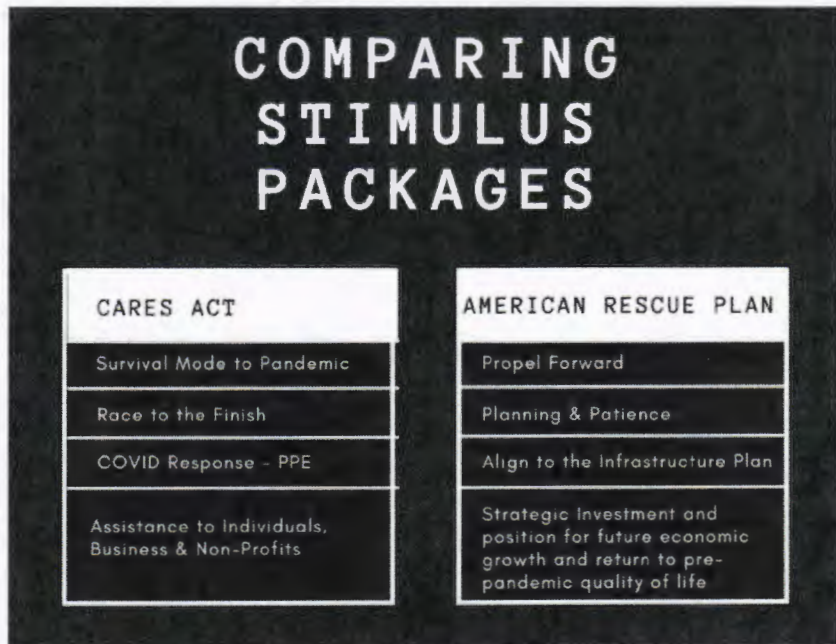 COMPARING
STIMULUS
PACKAGES
CARES ACT
Survival Mode to Pandemic
Race to the Finish
COVID Response - PPE
Assistance to Individuals,
Business & Non-Profits
AMERICAN RESCUE PLAN
Propel Forward
Planning & Patience
Align to the Infrastructure Plan
Strategic Investment and
position for future economic
growth and return to pre-
pandemic quality of life